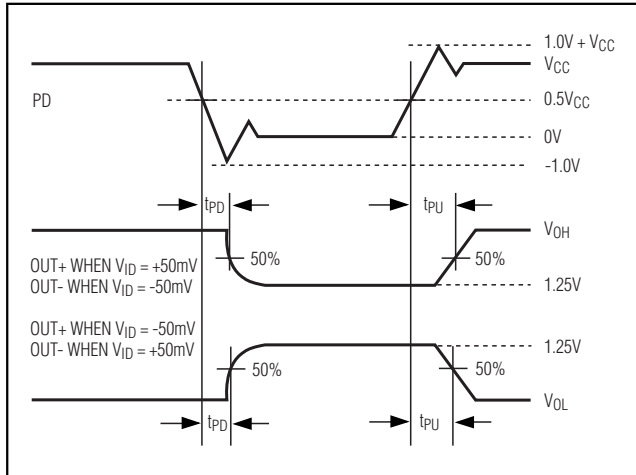 1.0V + VCC
VCC
PD
0.5VCC
0V
-1.0V
tPD
tPU
VOH
OUT+ WHEN VID = +50mV
OUT- WHEN VID = -50mV
50%
50%
1.25V
OUT+ WHEN VID = -50mV
OUT- WHEN VID = +50mV
1.25V
50%
50%
VOL
tPD
tPU